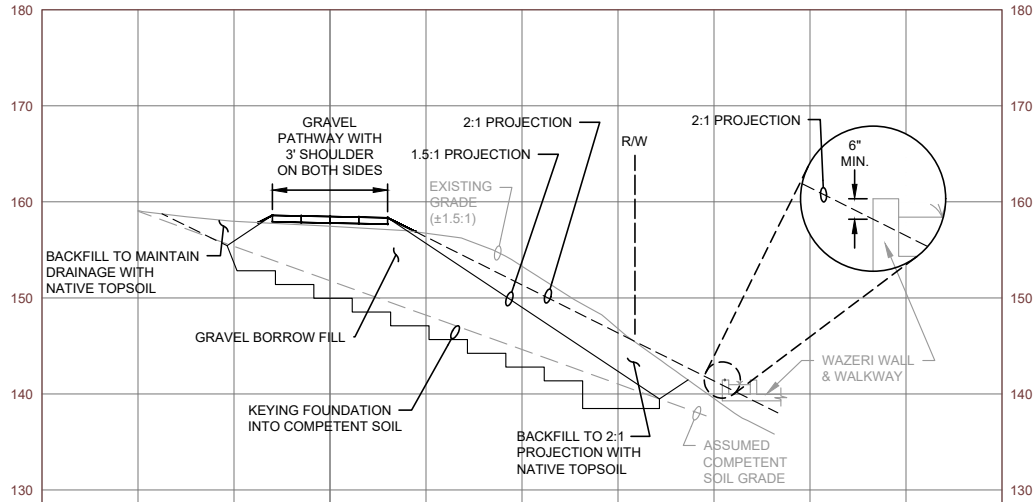 180
180
170
170
160
160
150
150
140
140
130
130
GRAVEL
PATHWAY WITH
3' SHOULDER
ON BOTH SIDES
2:1 PROJECTION
1.5:1 PROJECTION
R/W
2:1 PROJECTION
6"
MIN.
EXISTING
GRADE
(±1.5:1)
BACKFILL TO MAINTAIN
DRAINAGE WITH
NATIVE TOPSOIL
GRAVEL BORROW FILL
KEYING FOUNDATION
INTO COMPETENT SOIL
BACKFILL TO 2:1
PROJECTION WITH
NATIVE TOPSOIL
WAZERI WALL
& WALKWAY
ASSUMED
COMPETENT
SOIL GRADE